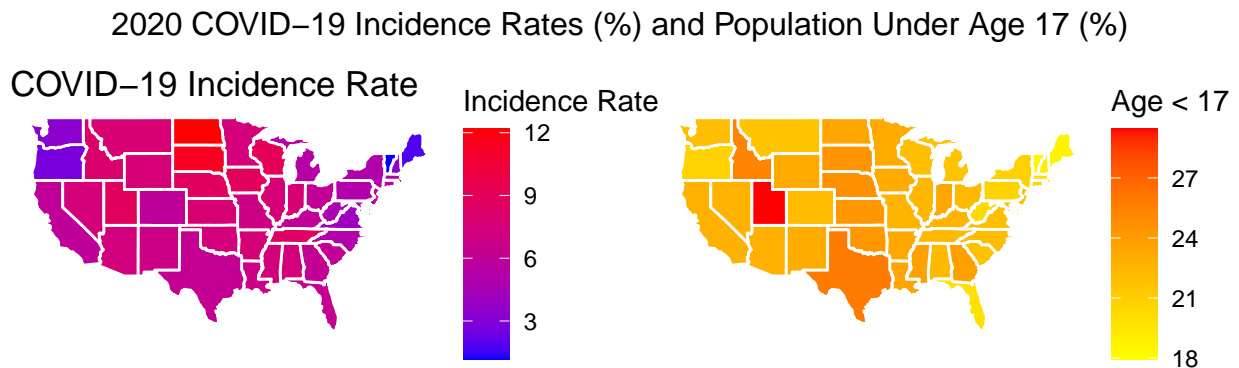 2020 COVID−19 Incidence Rates (%) and Population Under Age 17 (%)
COVID−19 Incidence Rate
Incidence Rate
12
9
6
3
Age < 17
27
24
21
18